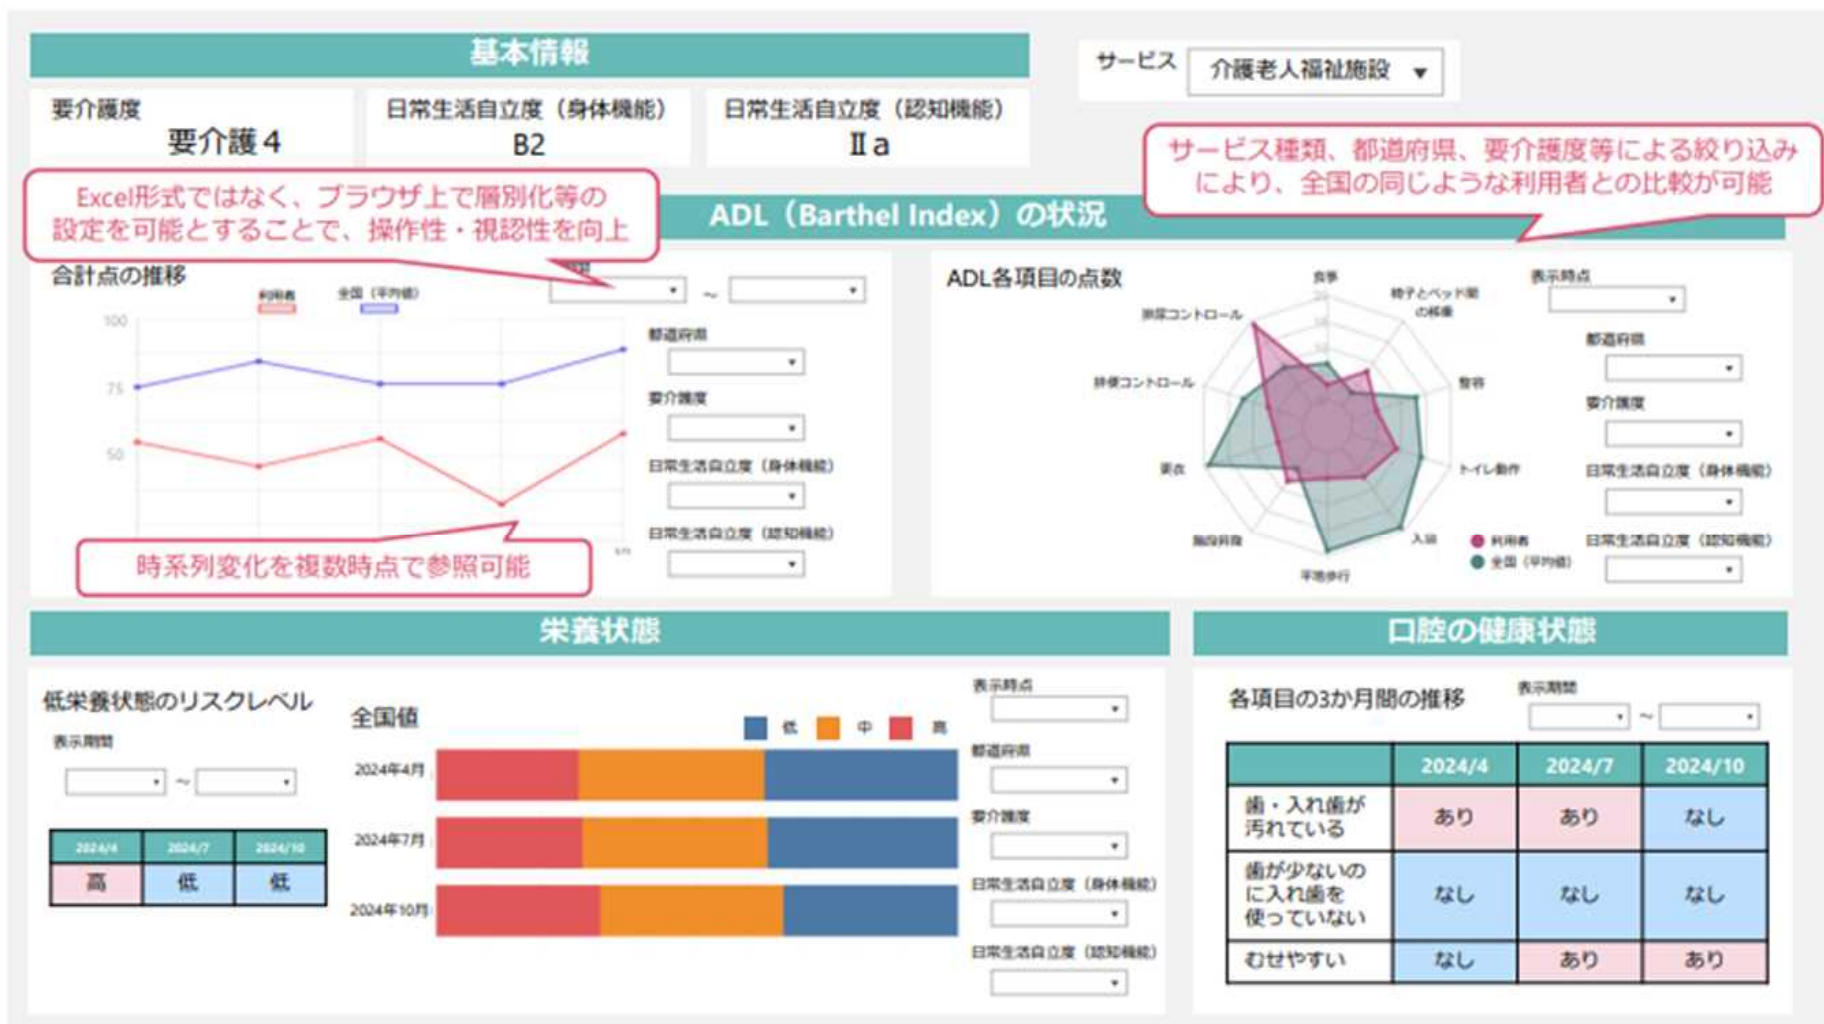 基本情報
サービス
介護老人福祉施設
要介護度
要介護4
日常生活自立度（身体機能）
B2
日常生活自立度（認知機能）
Ⅱa
サービス種類、都道府県、要介護度等による絞り込み
により、全国の同じような利用者との比較が可能
Excel形式ではなく、ブラウザ上で層別化等の
設定を可能とすることで、操作性・視認性を向上
ADL（Barthel Index）の状況
合計点の推移
利用者
全国（平均値）
～
100
75
50
都道府県
要介護度
日常生活自立度（身体機能）
日常生活自立度（認知機能）
時系列変化を複数時点で参照可能
ADL各項目の点数
食事
椅子とベッド間
の移乗
整容
トイレ動作
入浴
平地歩行
階段昇降
更衣
排便コントロール
排尿コントロール
利用者
全国（平均値）
表示時点
都道府県
要介護度
日常生活自立度（身体機能）
日常生活自立度（認知機能）
栄養状態
低栄養状態のリスクレベル
表示期間
～
2024/4 2024/7 2024/10
高 低 低
全国値
低 中 高
2024年4月
2024年7月
2024年10月
表示時点
都道府県
要介護度
日常生活自立度（身体機能）
日常生活自立度（認知機能）
口腔の健康状態
各項目の3か月間の推移
表示期間
～
2024/4 2024/7 2024/10
歯・入れ歯が
汚れている
あり あり なし
歯が少ないの
に入れ歯を
使っていない
なし なし なし
むせやすい
なし あり あり